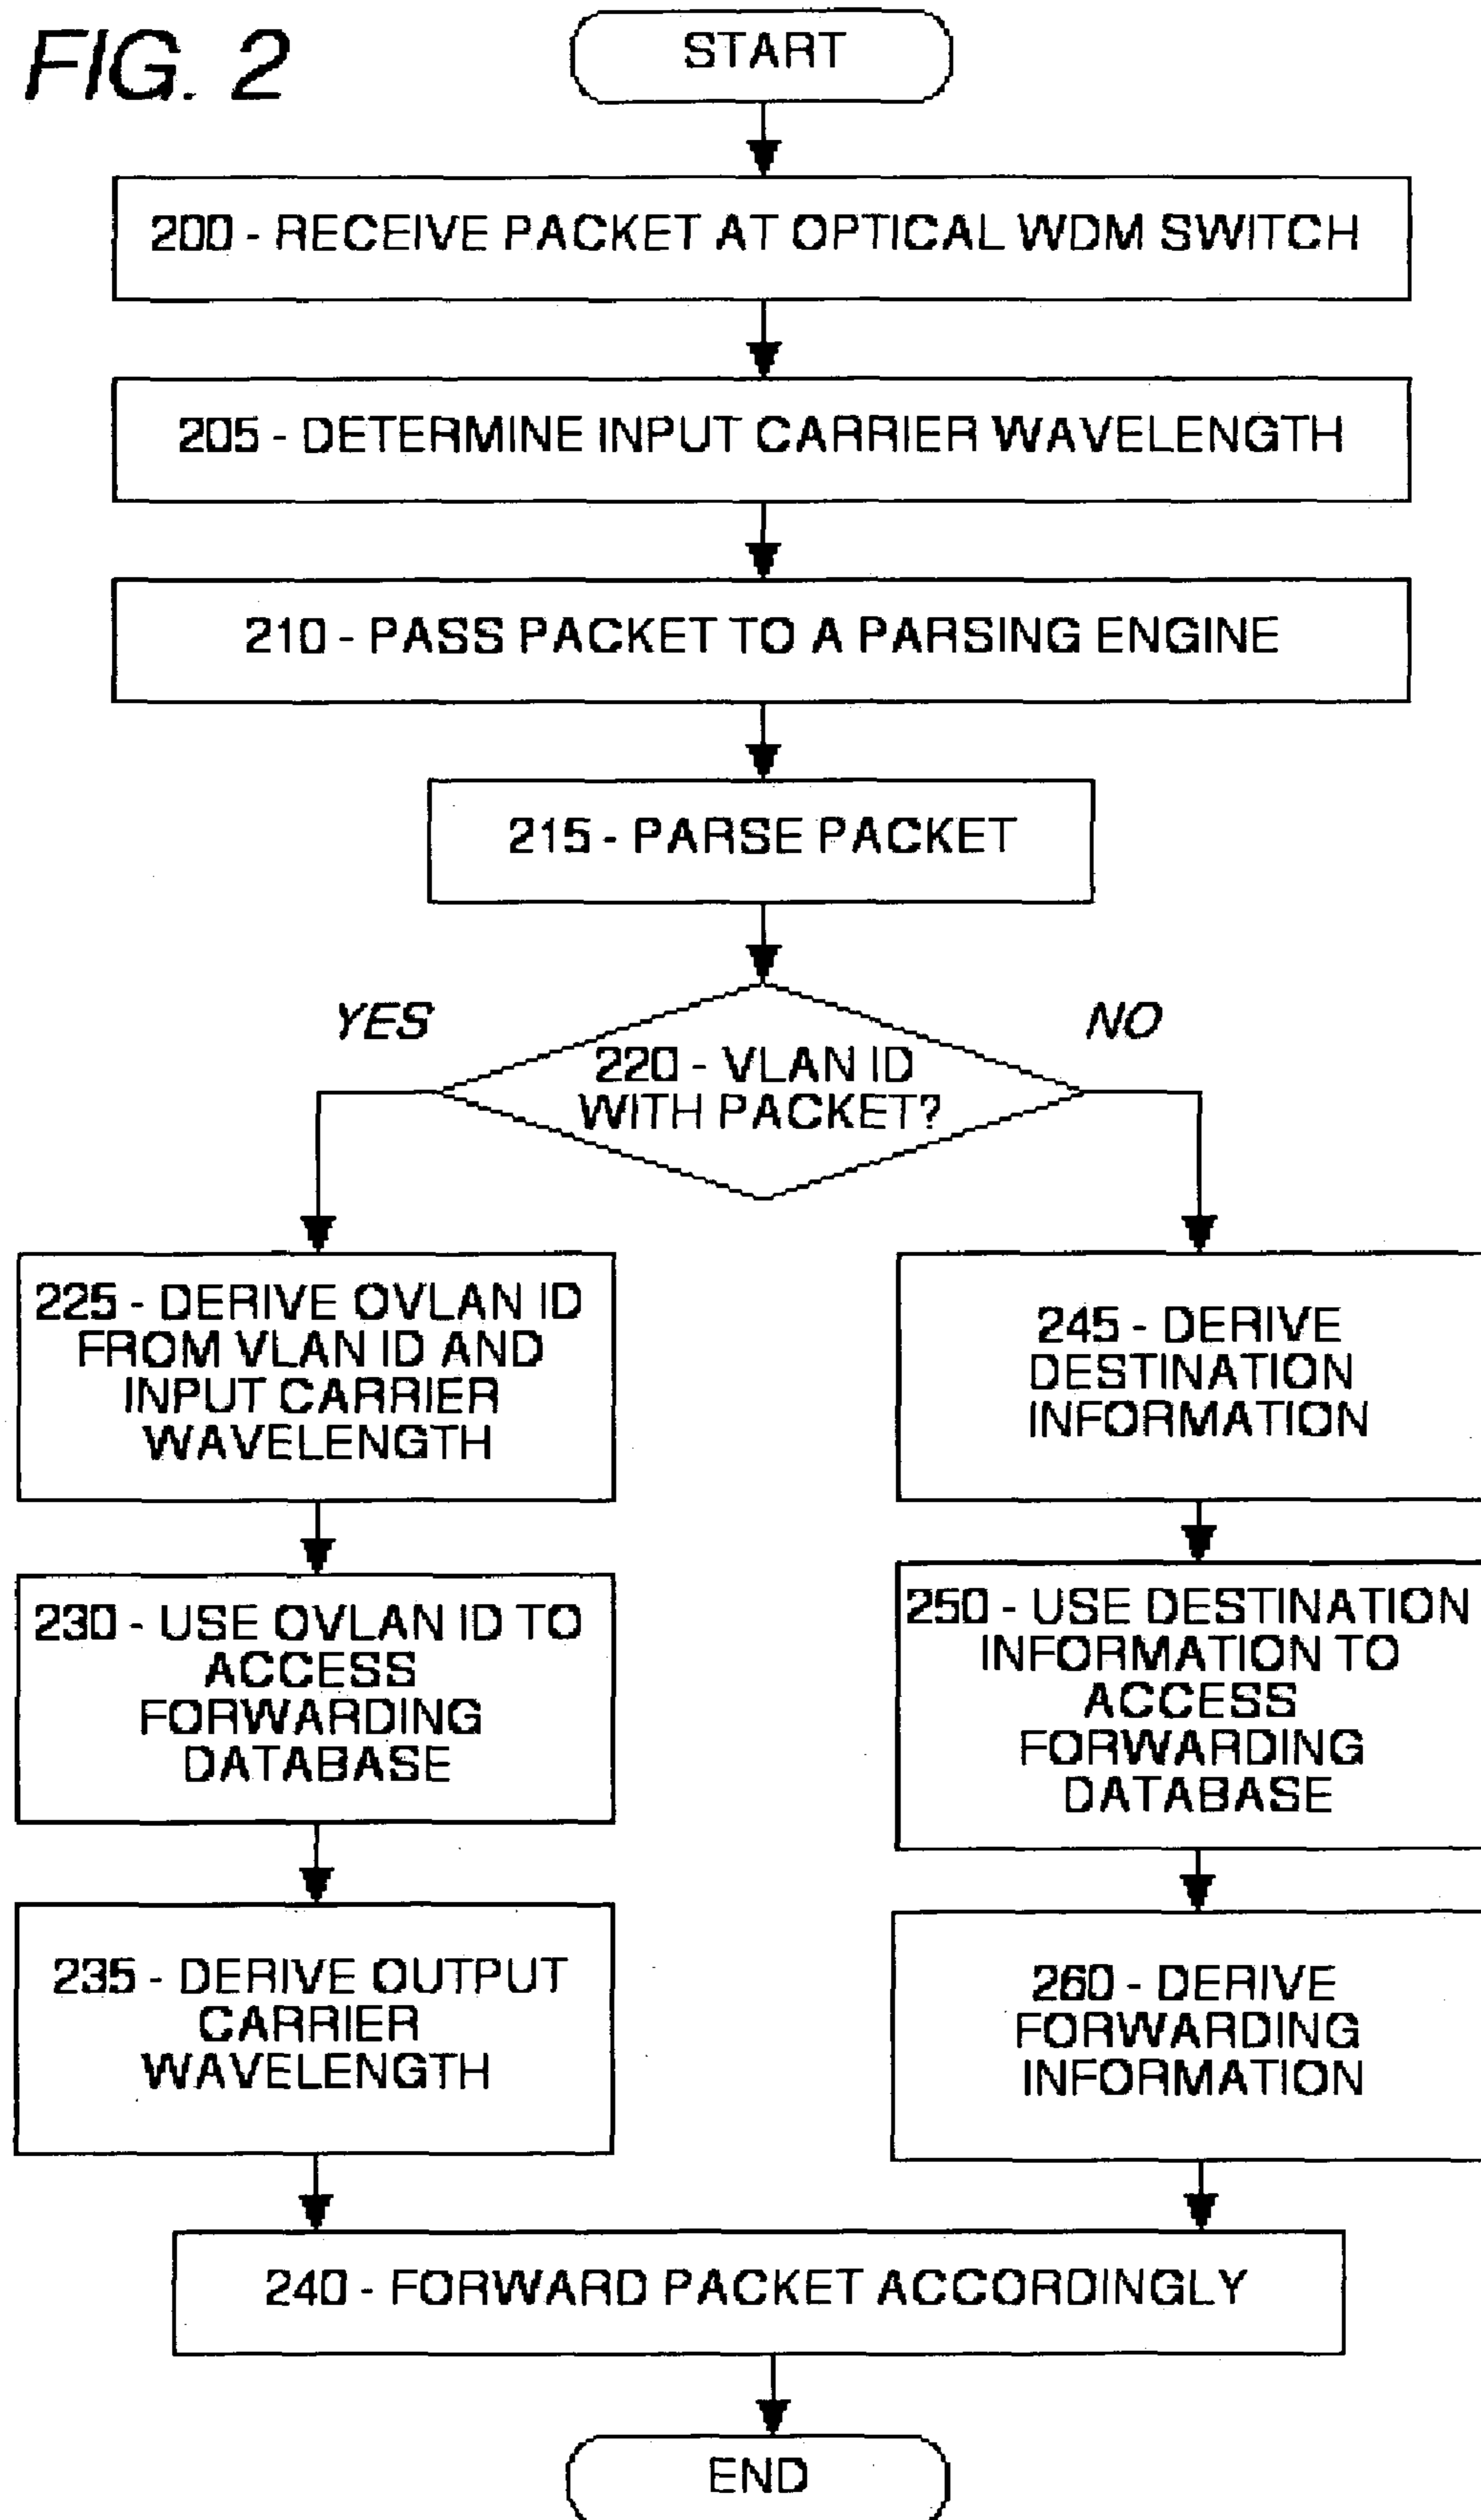 FIG. 2
START
200 - RECEIVE PACKET AT OPTICAL WDM SWITCH
205 - DETERMINE INPUT CARRIER WAVELENGTH
210 - PASS PACKET TO A PARSING ENGINE
215 - PARSE PACKET
YES
NO
220 - VLAN ID
WITH PACKET?
225 - DERIVE OVLAN ID
FROM VLAN ID AND
INPUT CARRIER
WAVELENGTH
245 - DERIVE
DESTINATION
INFORMATION
230 - USE OVLAN ID TO
ACCESS
FORWARDING
DATABASE
250 - USE DESTINATION
INFORMATION TO
ACCESS
FORWARDING
DATABASE
235 - DERIVE OUTPUT
CARRIER
WAVELENGTH
260 - DERIVE
FORWARDING
INFORMATION
240 - FORWARD PACKET ACCORDINGLY
END